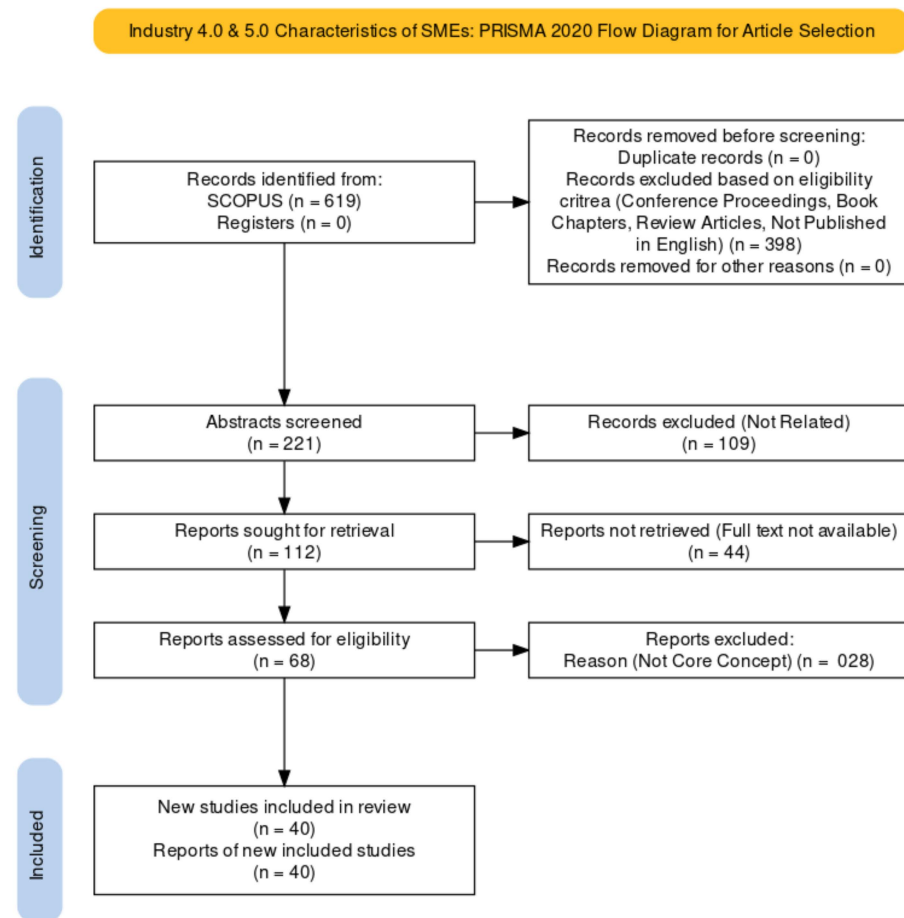 Industry 4.0 & 5.0 Characteristics of SMEs: PRISMA 2020 Flow Diagram for Article Selection
Identification
Records identified from:
SCOPUS (n = 619)
Registers (n = 0)
Records removed before screening:
Duplicate records (n = 0)
Records excluded based on eligibility
critrea (Conference Proceedings, Book
Chapters, Review Articles, Not Published
in English) (n = 398)
Records removed for other reasons (n = 0)
Screening
Abstracts screened
(n = 221)
Records excluded (Not Related)
(n = 109)
Reports sought for retrieval
(n = 112)
Reports not retrieved (Full text not available)
(n = 44)
Reports assessed for eligibility
(n = 68)
Reports excluded:
Reason (Not Core Concept) (n = 028)
Included
New studies included in review
(n = 40)
Reports of new included studies
(n = 40)